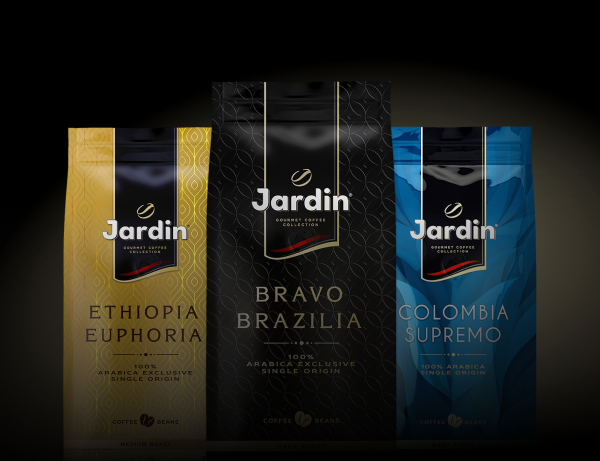 Jardin
GOURMET COFFEE
COLLECTION
ETHIOPIA
EUPHORIA
100%
ARABICA EXCLUSIVE
SINGLE ORIGIN
COFFEE BEANS
MEDIUM ROAST
Jardin®
GOURMET COFFEE
COLLECTION
BRAVO
BRAZILIA
100%
ARABICA EXCLUSIVE
SINGLE ORIGIN
COFFEE BEANS
Jardin
GOURMET COFFEE
COLLECTION
COLOMBIA
SUPREMO
100% ARABICA
SINGLE ORIGIN
COFFEE BEANS